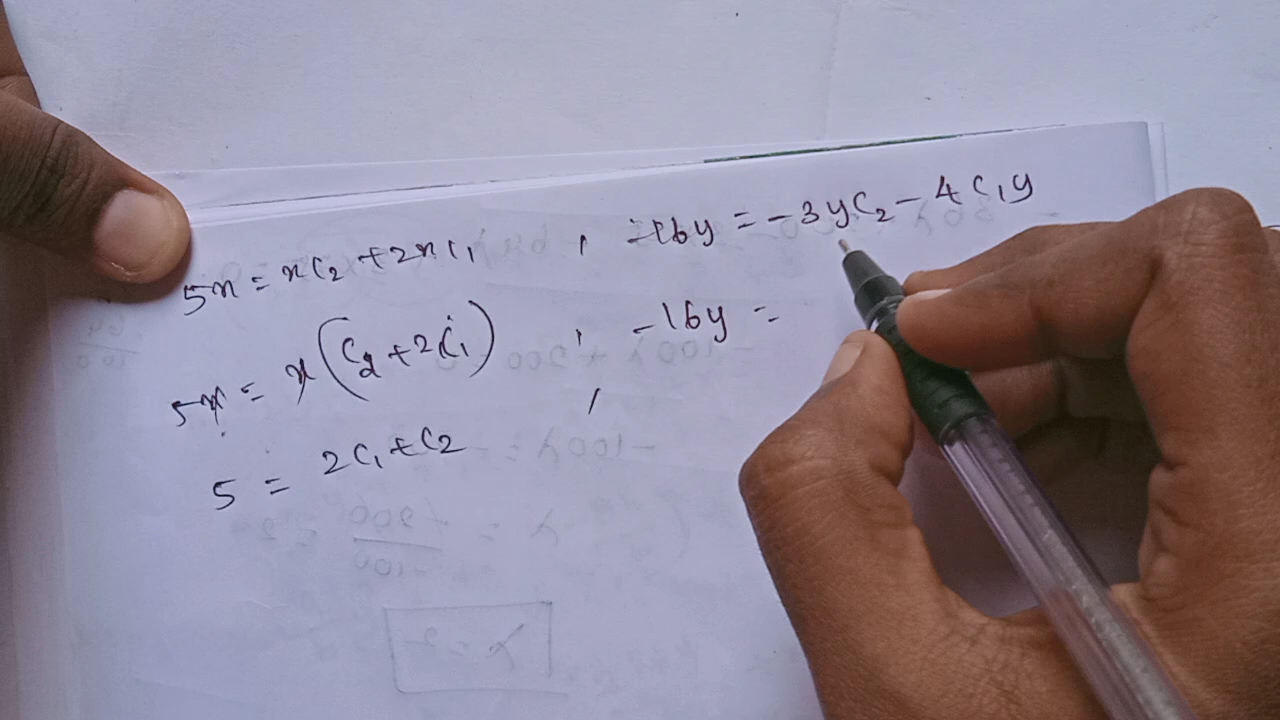 5x = xc₂ + 2xc₁ , -16y = -3yc₂ - 4c₁y
5x = x(c₂ + 2c₁) , -16y =
5 = 2c₁ + c₂ ,